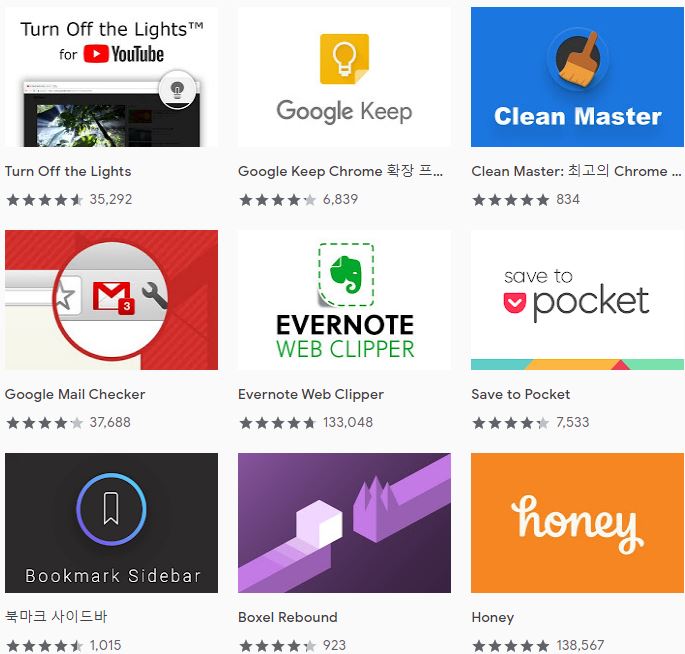 Turn Off the Lights™
for YouTube
Google Keep
Clean Master
Turn Off the Lights
Google Keep Chrome 확장 프...
Clean Master: 최고의 Chrome ...
35,292
6,839
834
3
EVERNOTE
WEB CLIPPER
save to
pocket
Google Mail Checker
Evernote Web Clipper
Save to Pocket
37,688
133,048
7,533
Bookmark Sidebar
honey
북마크 사이드바
Boxel Rebound
Honey
1,015
923
138,567